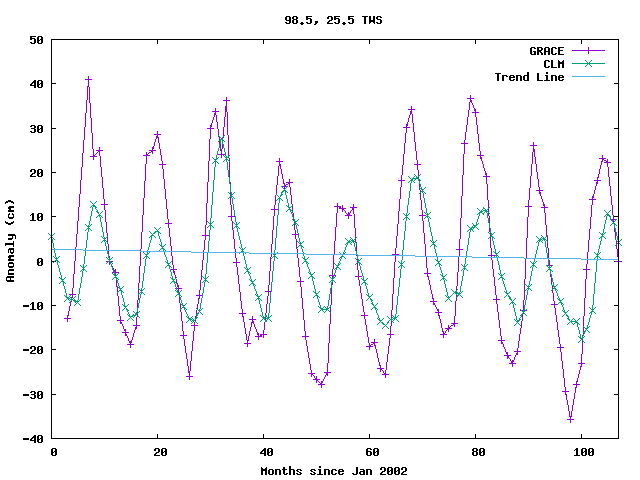 98.5, 25.5 TWS
50
40
30
20
10
0
-10
-20
-30
-40
Anomaly (cm)
GRACE
CLM
Trend Line
0 20 40 60 80 100
Months since Jan 2002